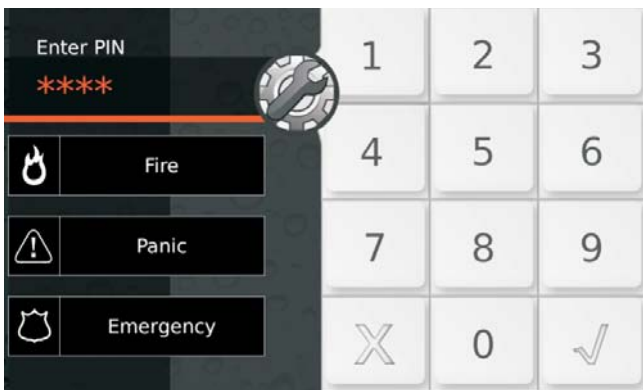 Enter PIN
****
Fire
Panic
Emergency
1 2 3
4 5 6
7 8 9
X 0 √